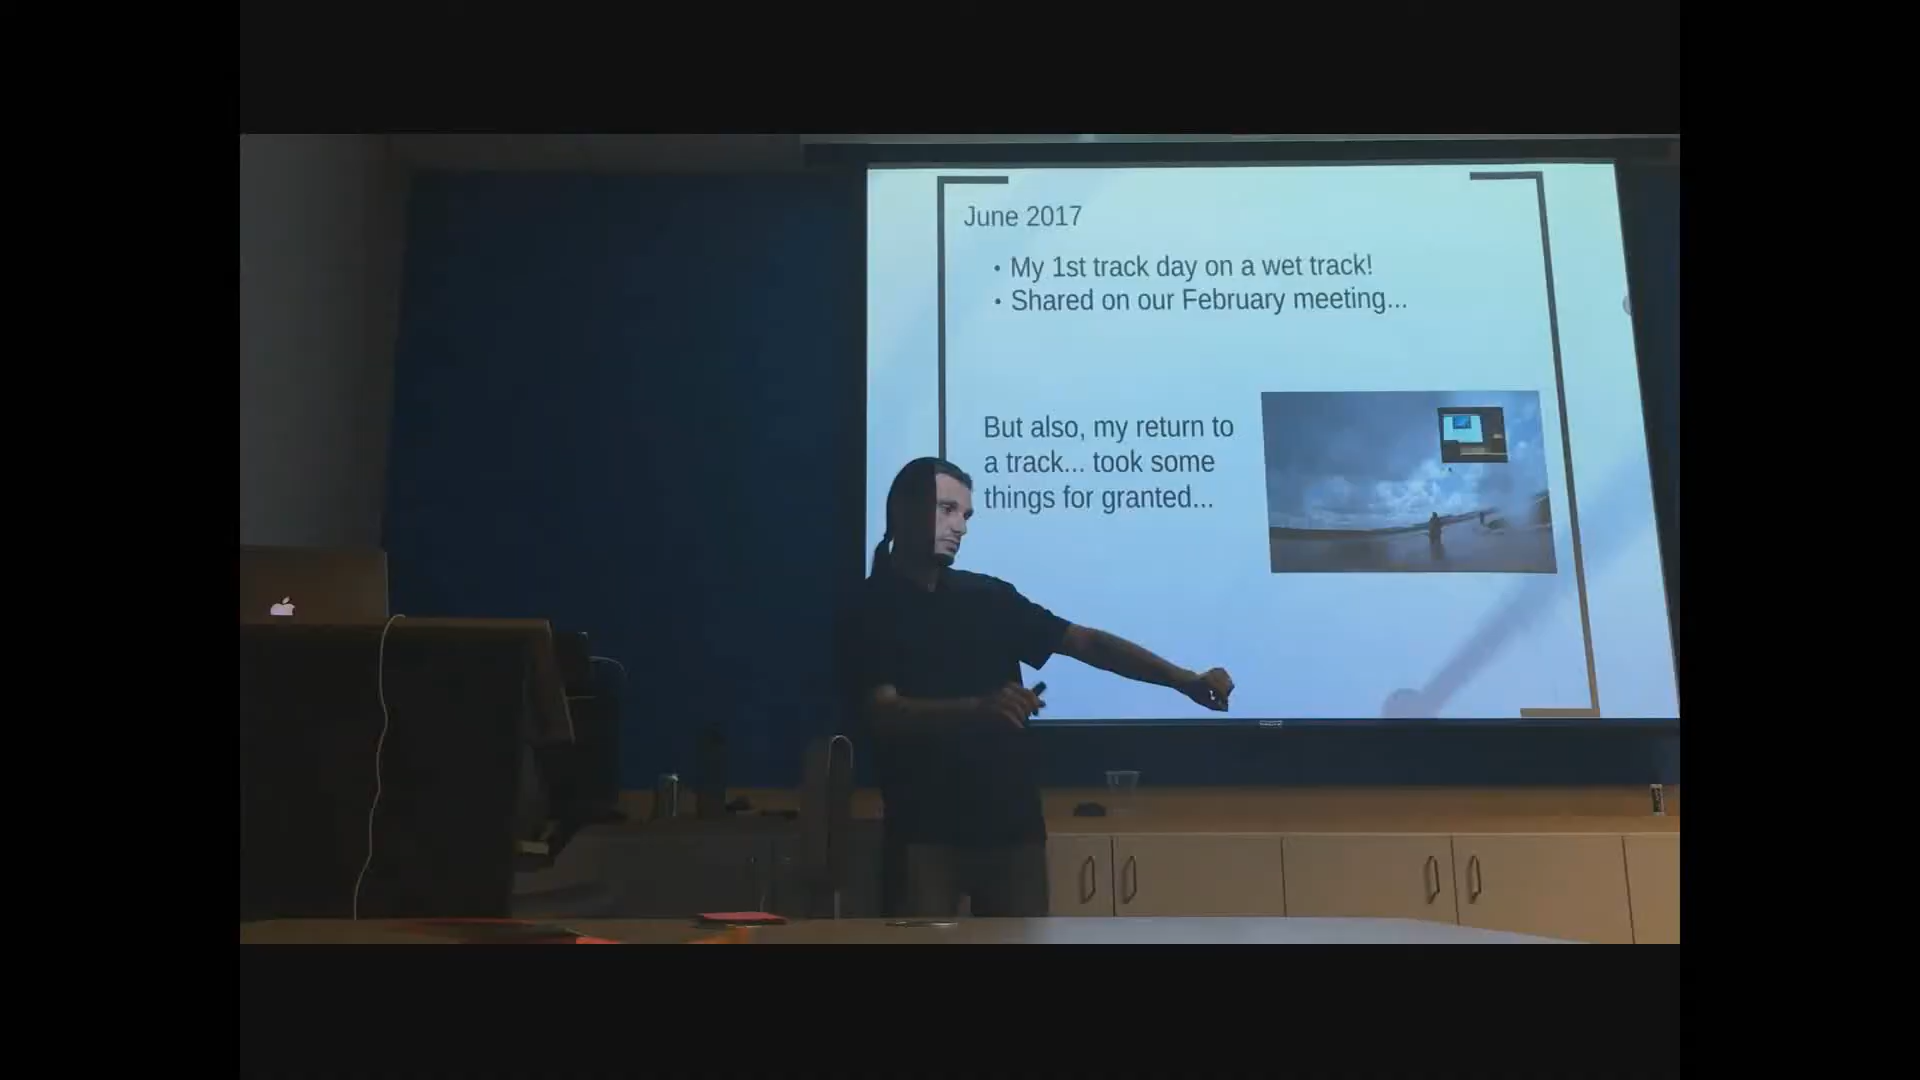 June 2017
• My 1st track day on a wet track!
• Shared on our February meeting...
But also, my return to
a track... took some
things for granted...